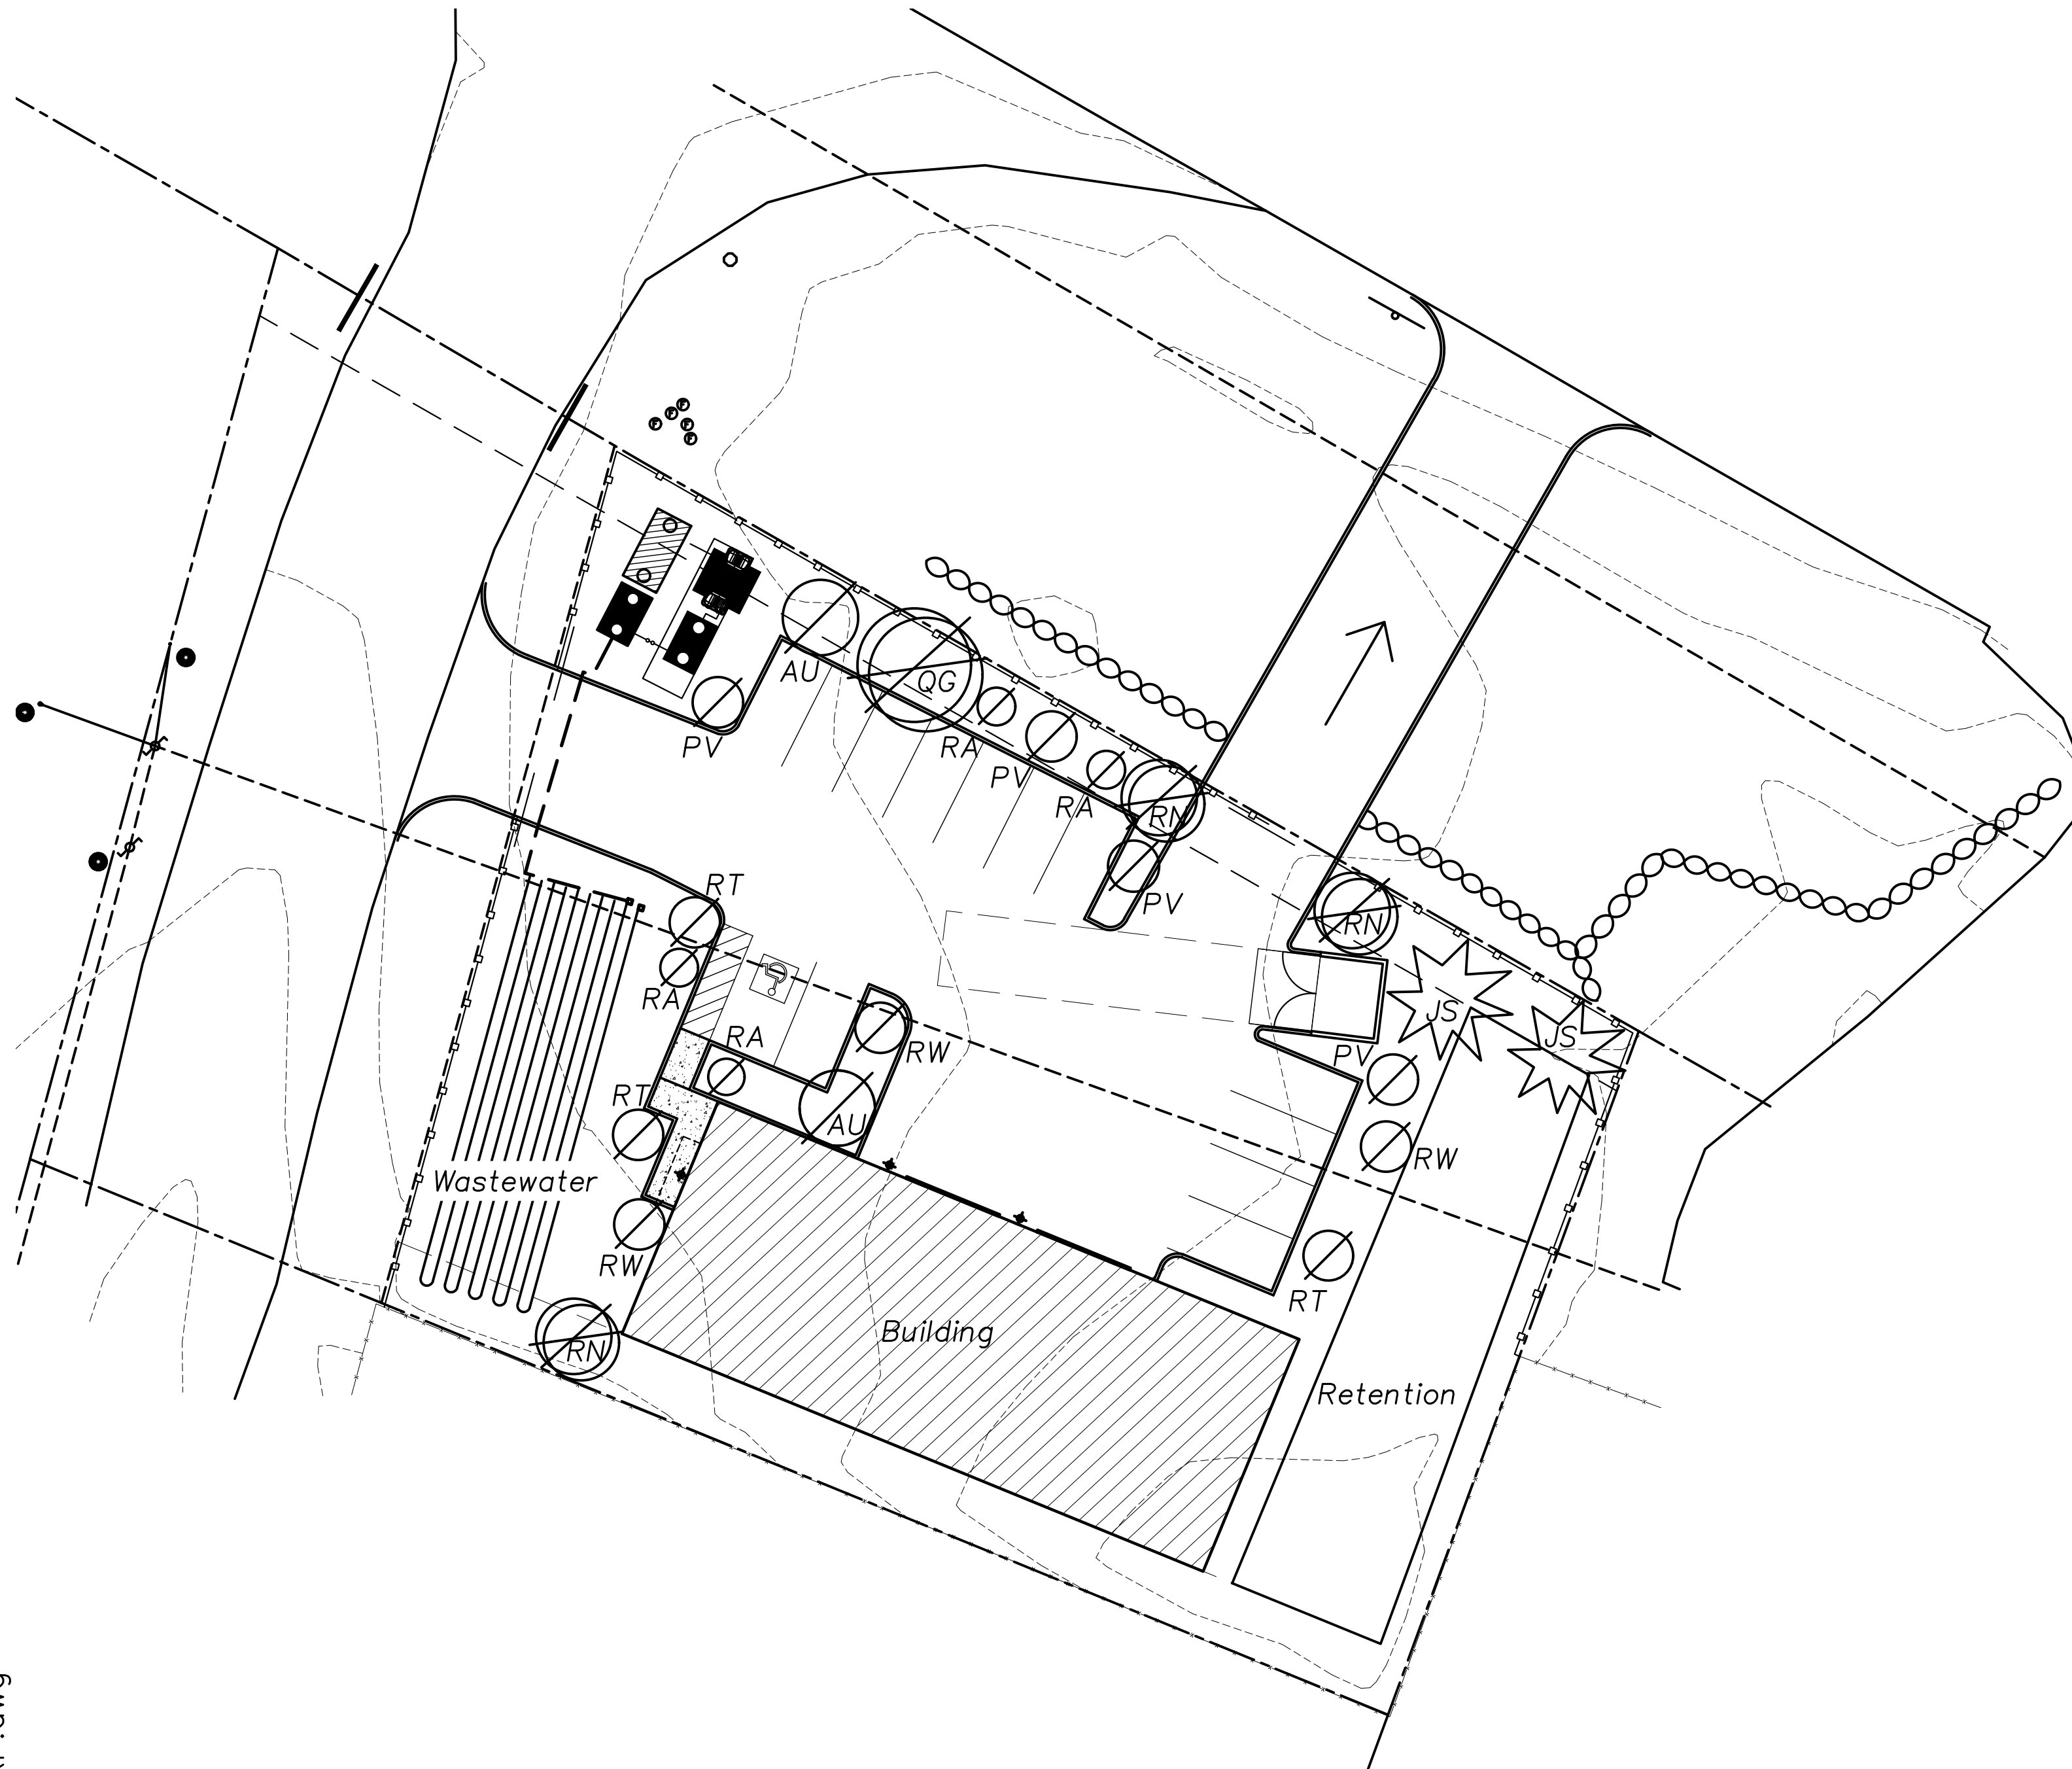 F
F
F
F
F
AU
QG
PV
RA
PV
RA
RN
PV
RT
RN
RA
JS
JS
RA
RW
PV
RT
AU
RW
Wastewater
RW
RT
Building
RN
Retention
.dwg